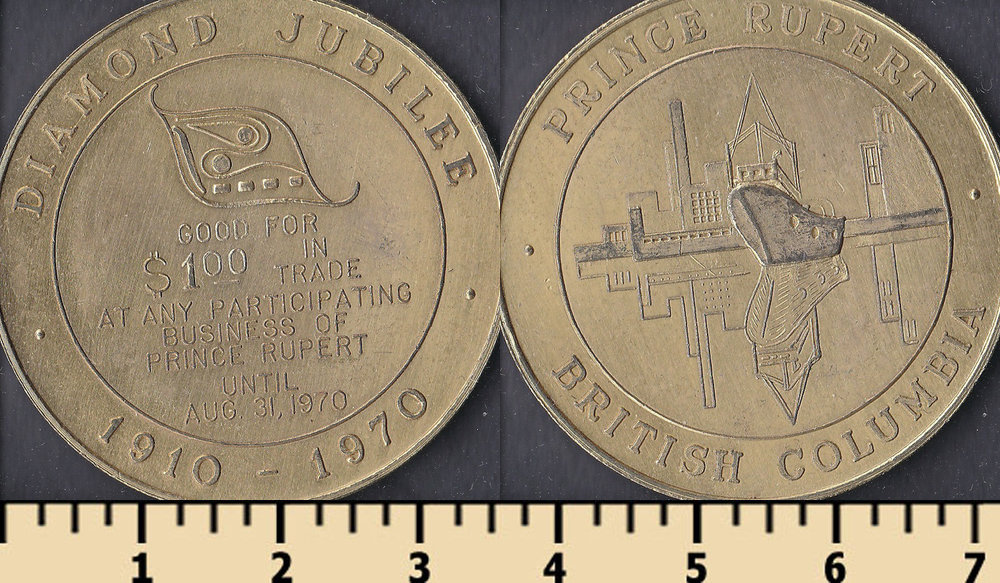 DIAMOND JUBILEE
GOOD FOR
$1.00 IN
TRADE
AT ANY PARTICIPATING
BUSINESS OF
PRINCE RUPERT
UNTIL
AUG. 31, 1970
1910 - 1970
PRINCE RUPERT
BRITISH COLUMBIA
1 2 3 4 5 6 7